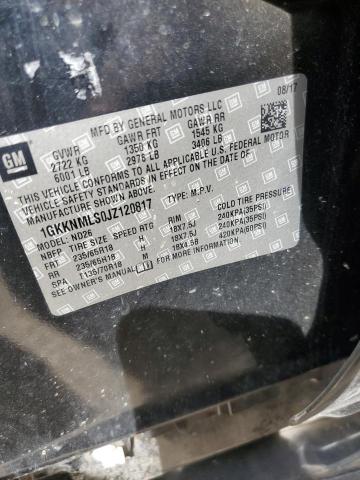 GM
MFD BY GENERAL MOTORS LLC
08/17
GVWR GAWR FRT GAWR RR
2722 KG 1350 KG 1545 KG
6001 LB 2976 LB 3406 LB
THIS VEHICLE CONFORMS TO ALL APPLICABLE U.S. FEDERAL MOTOR
VEHICLE SAFETY STANDARDS IN EFFECT ON THE DATE OF
MANUFACTURE SHOWN ABOVE.
1GKKNMLS0JZ120817 TYPE: M.P.V.
MODEL: NO26
NBFP TIRE SIZE SPEED RTG RIM COLD TIRE PRESSURE
FRT 235/65R18 H 18X7.5J 240KPA(35PSI)
RR 235/65R18 H 18X7.5J 240KPA(35PSI)
SPA T135/70R18 M 18X4.5B 420KPA(60PSI)
SEE OWNER'S MANUAL FOR MORE INFORMATION